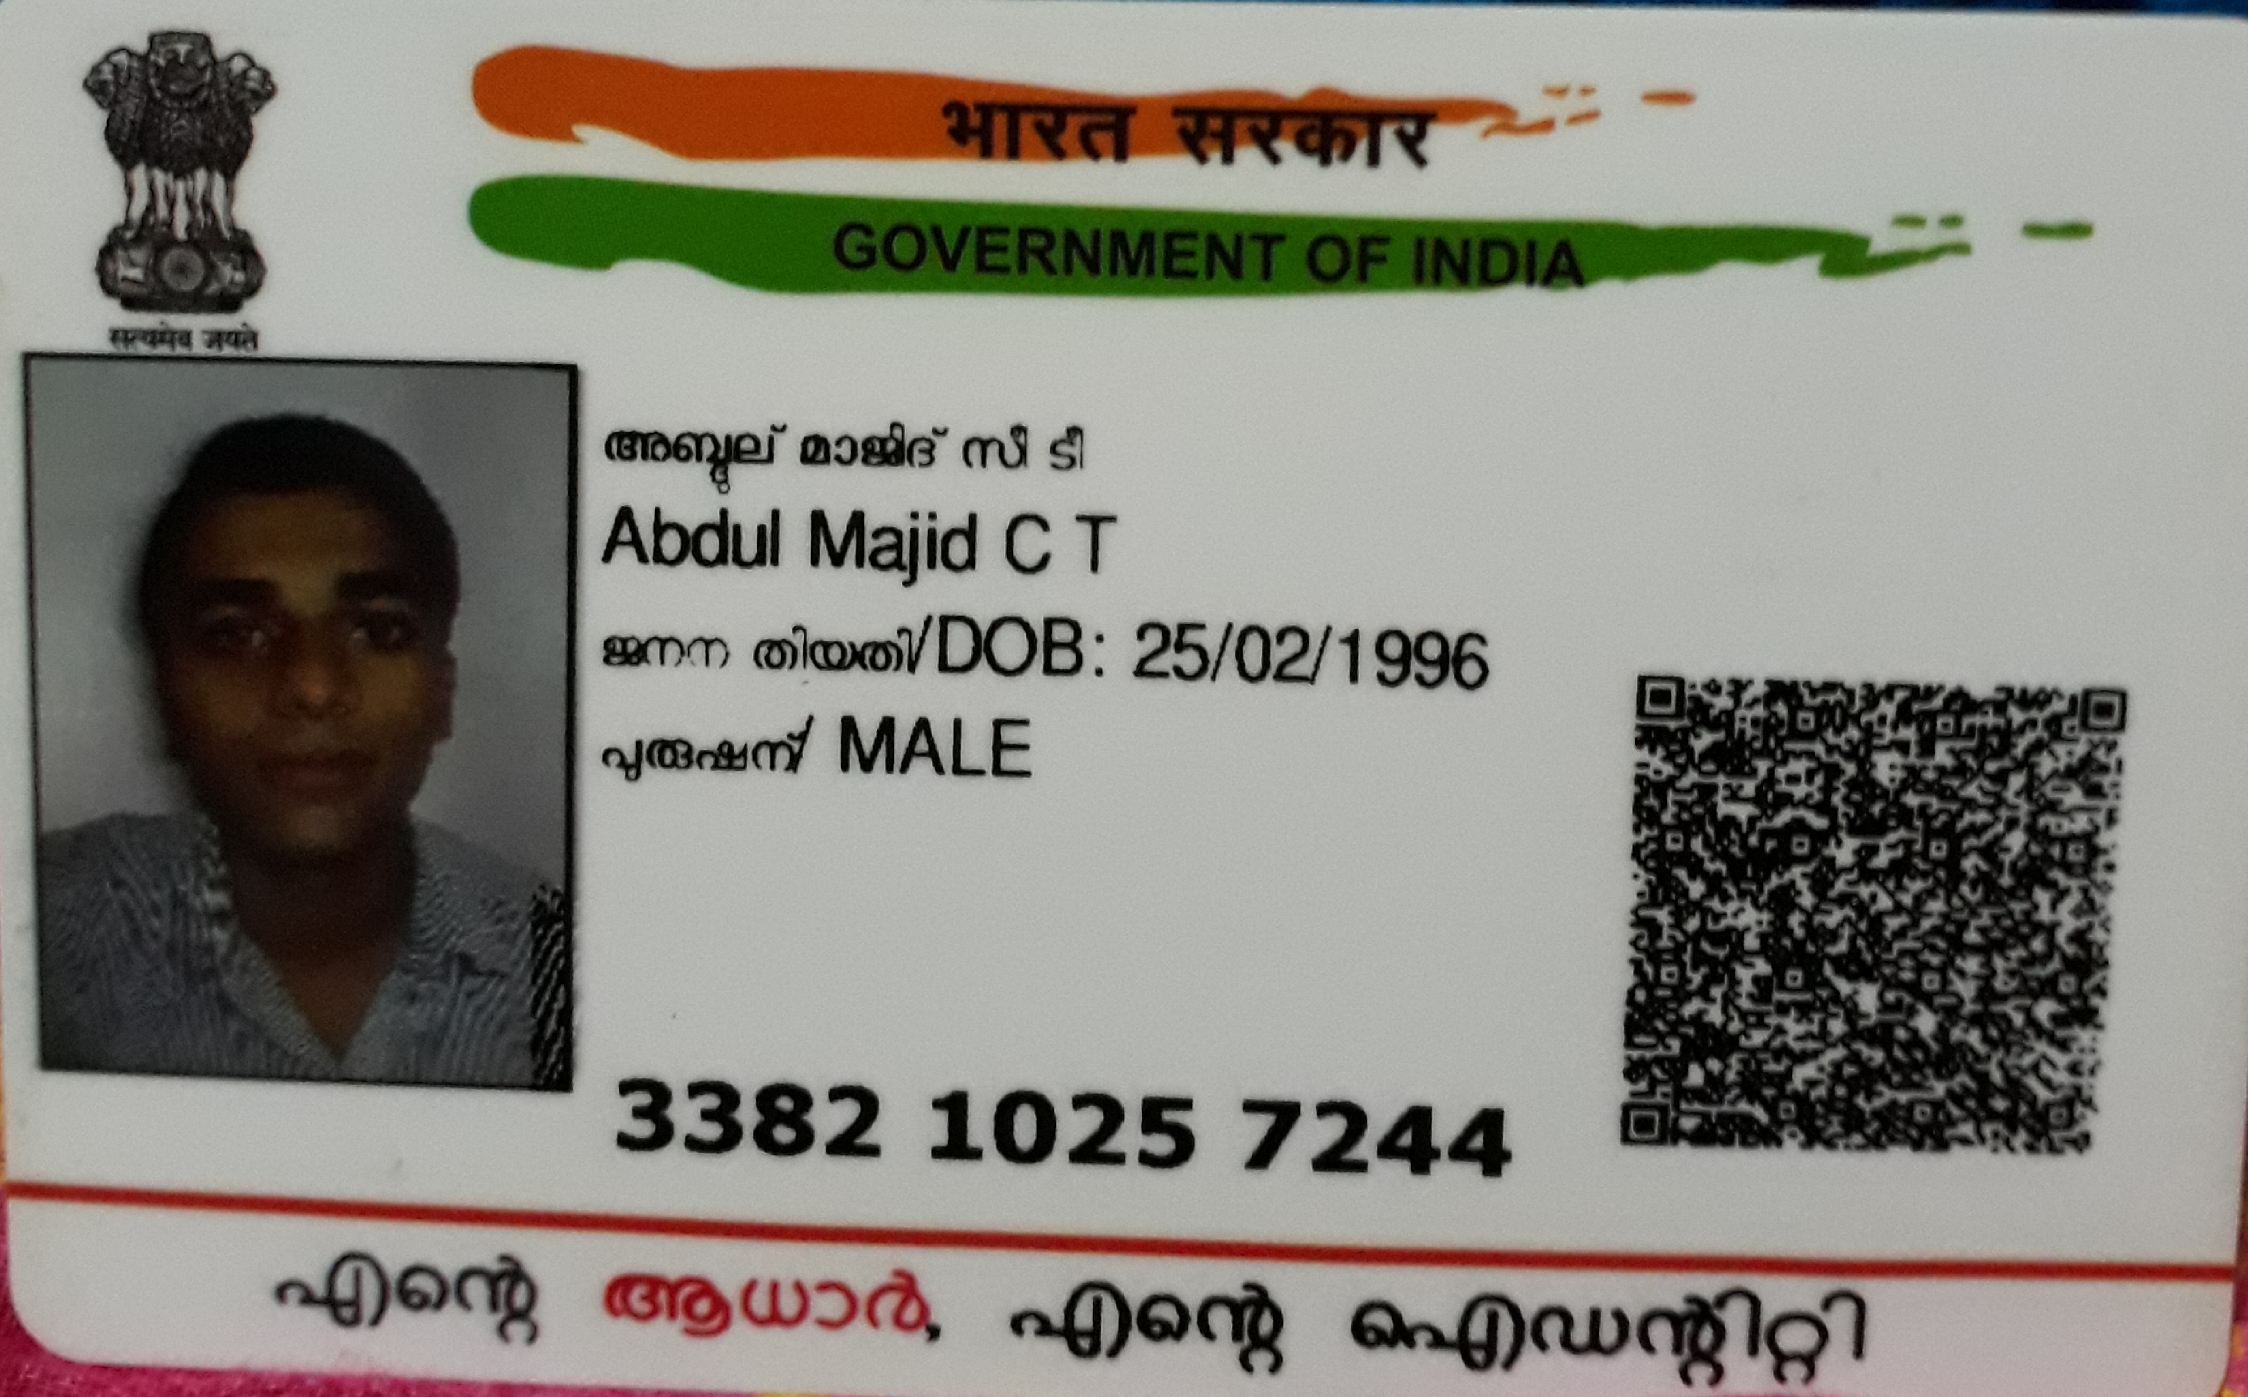 भारत सरकार
GOVERNMENT OF INDIA
सत्यमेव जयते
അബ്ദുല് മാജിദ് സീ ടീ
Abdul Majid C T
ജനന തിയതി/DOB: 25/02/1996
പുരുഷന്/ MALE
3382 1025 7244
എന്റെ ആധാർ, എന്റെ ഐഡന്റിറ്റി